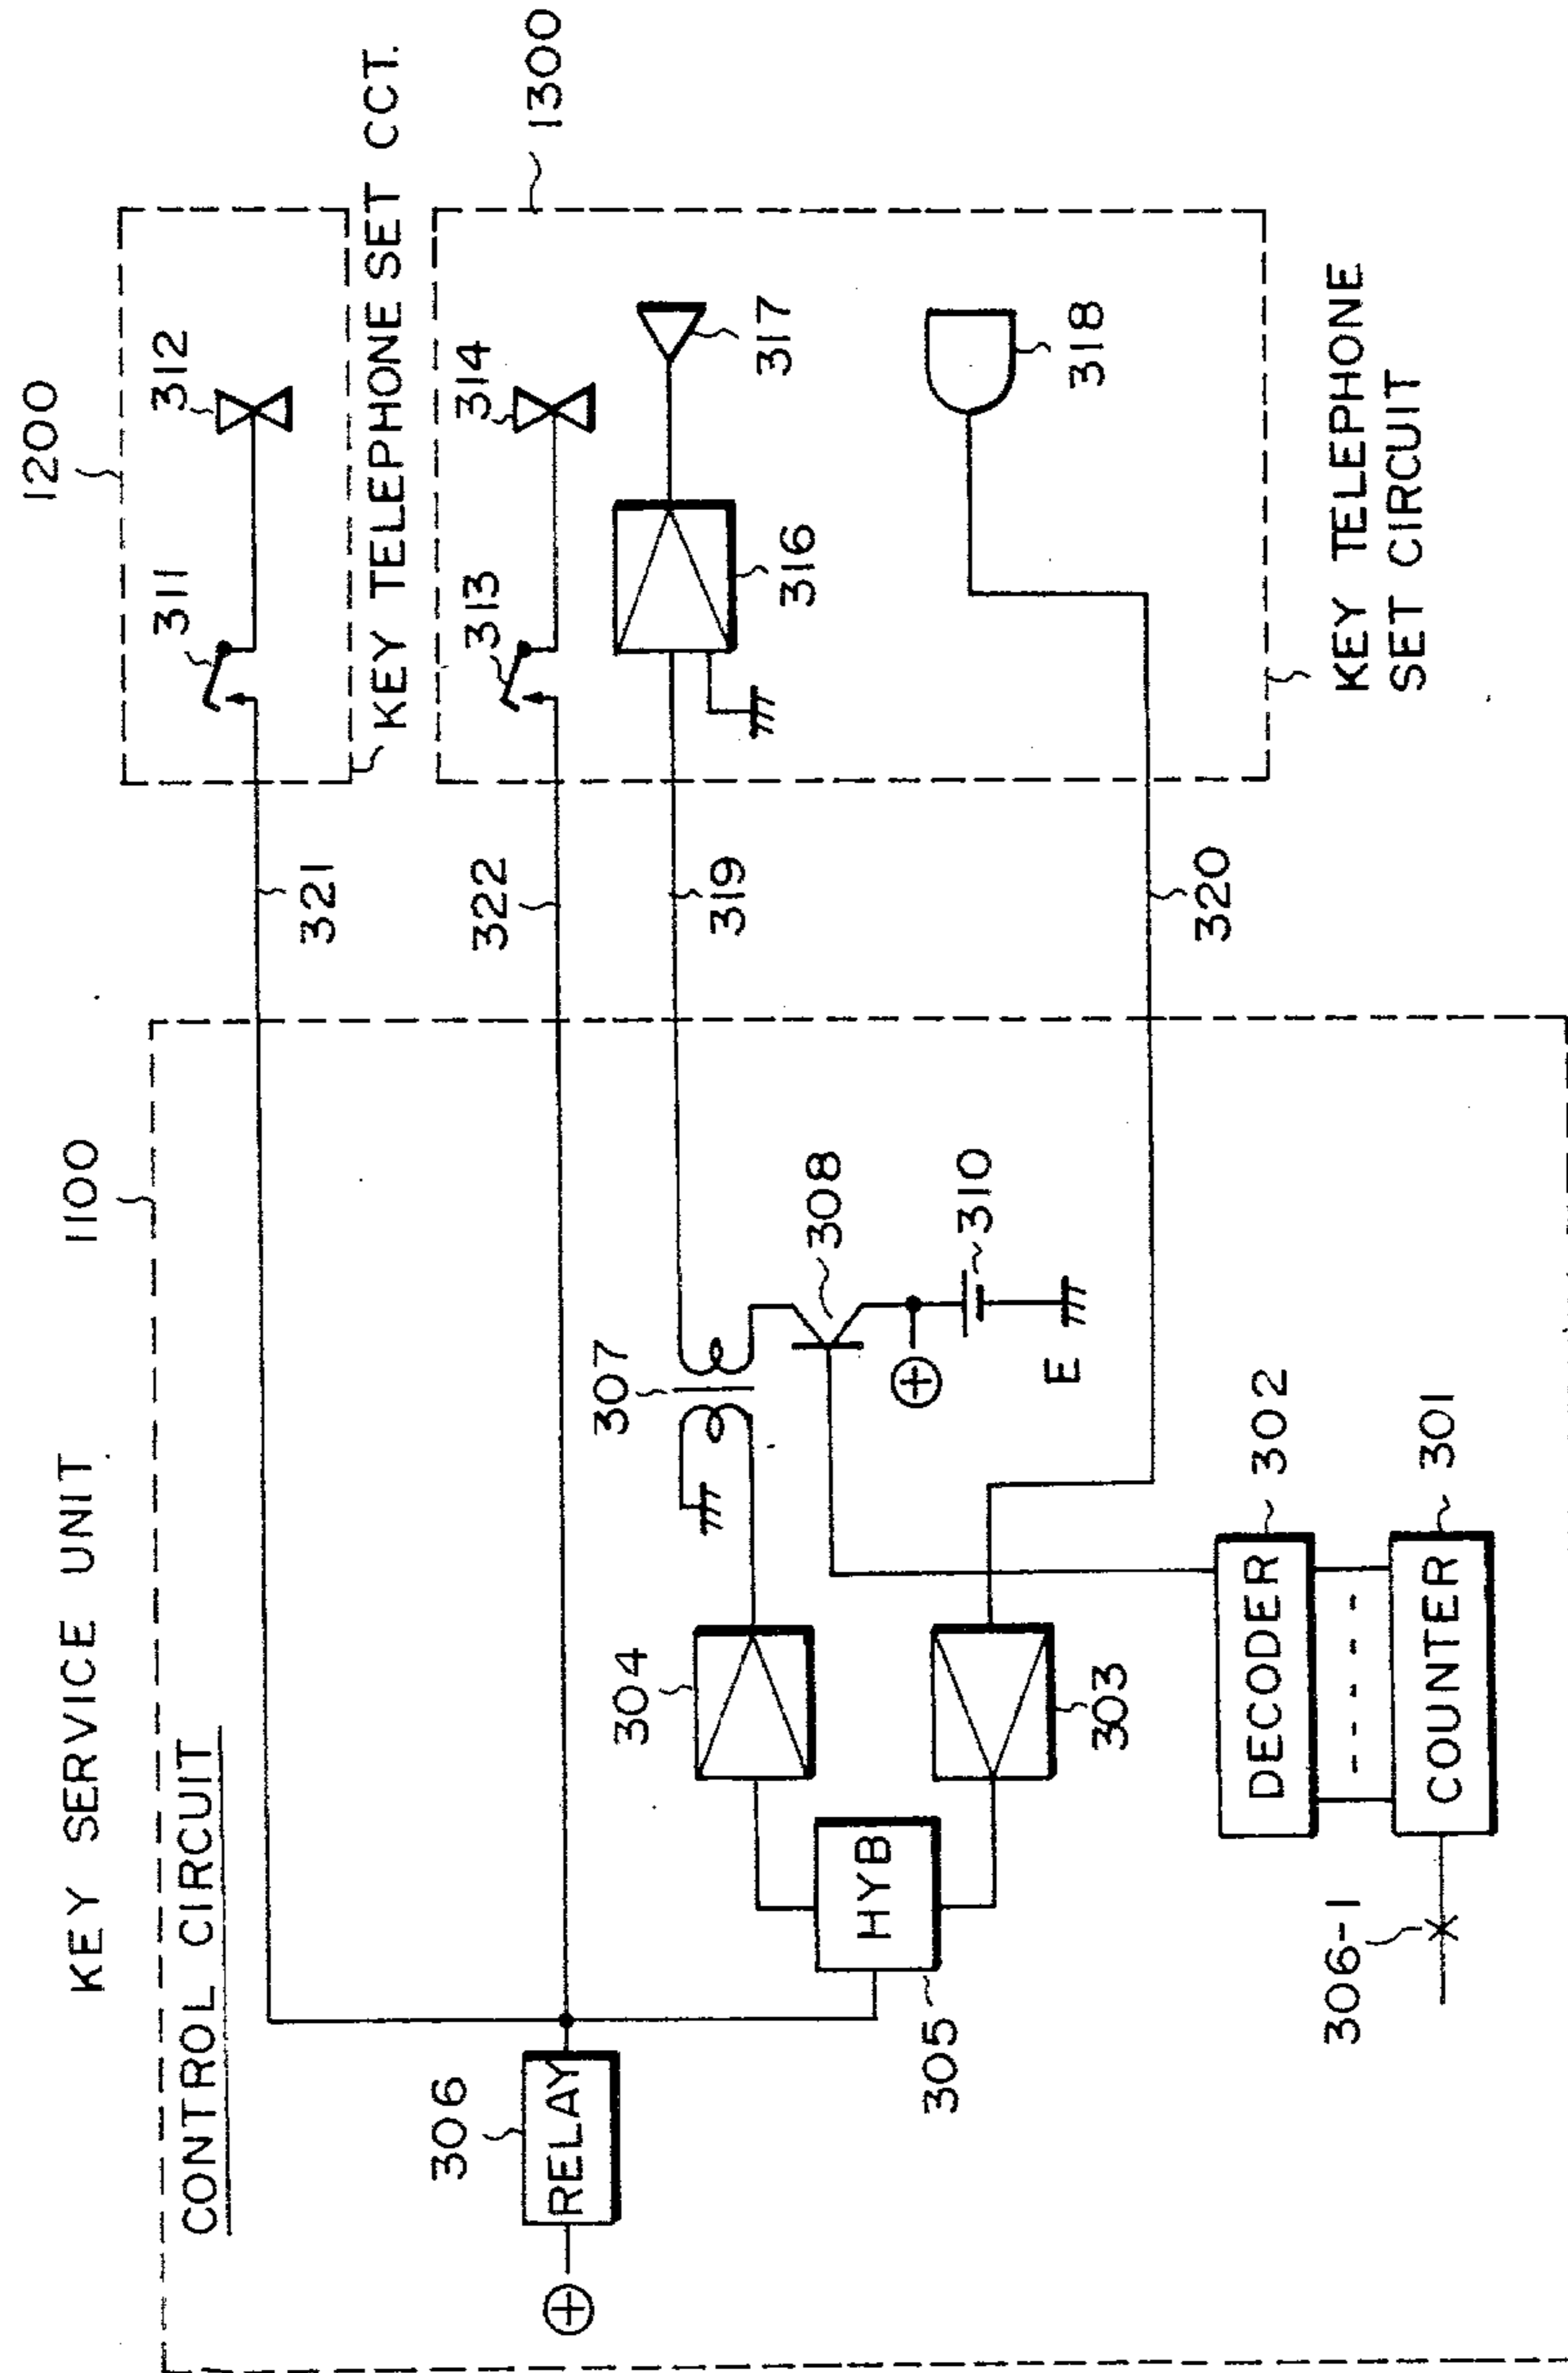 KEY SERVICE UNIT
1100
1200
CONTROL CIRCUIT
311
312
KEY TELEPHONE SET CCT.
321
306
RELAY
322
313
314
1300
304
307
319
316
317
308
HYB
305
310
303
E
320
318
DECODER
302
KEY TELEPHONE
SET CIRCUIT
306-1
COUNTER
301